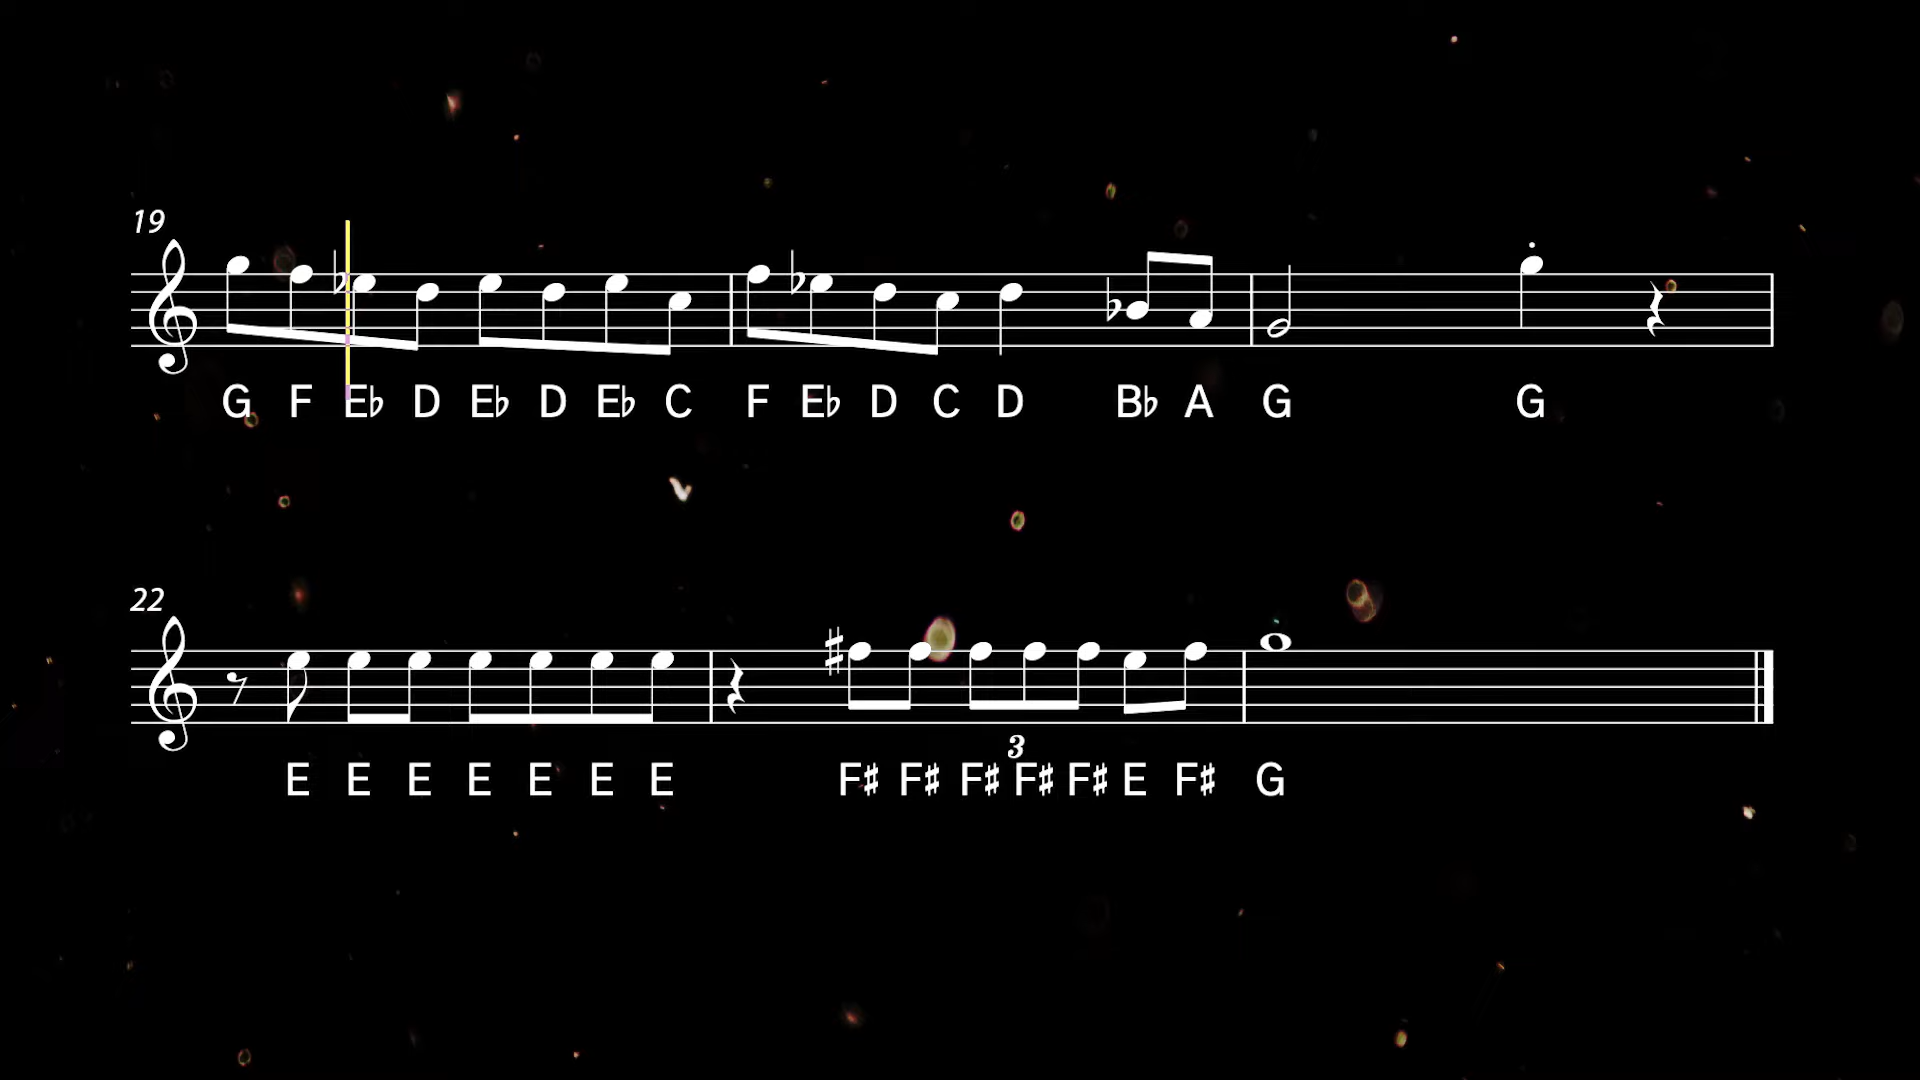 19
G F E♭ D E♭ D E♭ C F E♭ D C D B♭ A G G
22
3
E E E E E E E F♯ F♯ F♯ F♯ F♯ E F♯ G